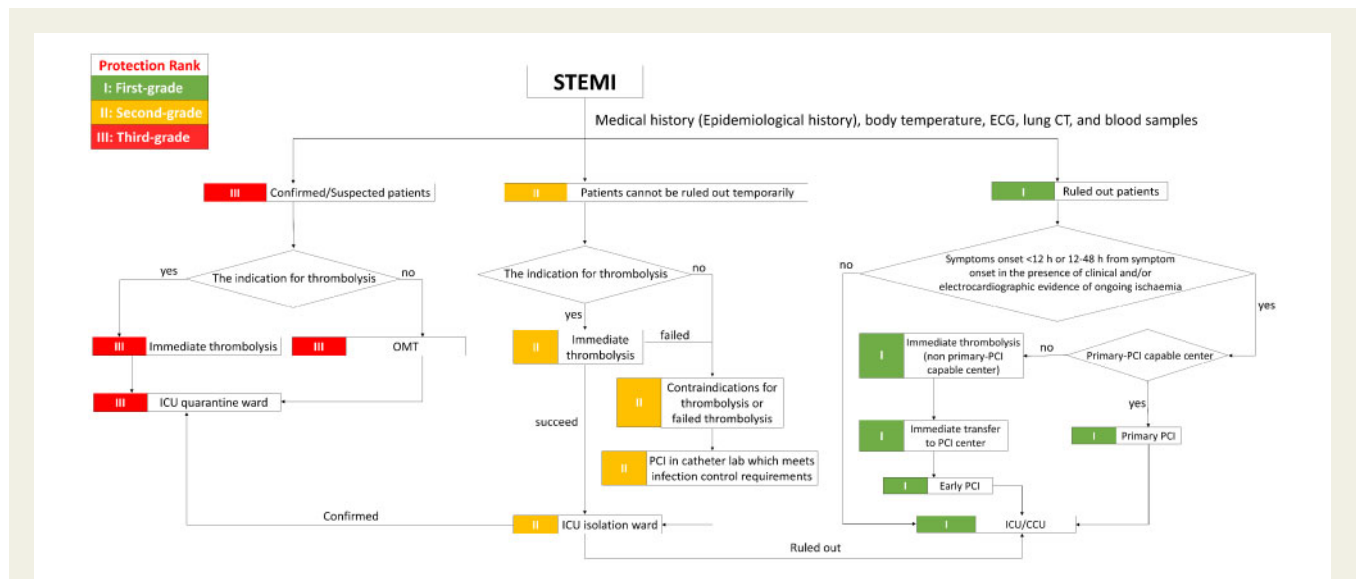 Protection Rank
I: First-grade
II: Second-grade
III: Third-grade
STEMI
Medical history (Epidemiological history), body temperature, ECG, lung CT, and blood samples
III
Confirmed/Suspected patients
II
Patients cannot be ruled out temporarily
I
Ruled out patients
yes
The indication for thrombolysis
no
The indication for thrombolysis
no
yes
no
Symptoms onset <12 h or 12-48 h from symptom
onset in the presence of clinical and/or
electrocardiographic evidence of ongoing ischaemia
yes
III
Immediate thrombolysis
III
OMT
III
ICU quarantine ward
II
Immediate
thrombolysis
failed
II
Contraindications for
thrombolysis or
failed thrombolysis
succeed
II
PCI in catheter lab which meets
infection control requirements
I
Immediate thrombolysis
(non primary-PCI
capable center)
no
Primary-PCI capable center
yes
I
Immediate transfer
to PCI center
I
Primary PCI
I
Early PCI
Confirmed
II
ICU isolation ward
I
ICU/CCU
Ruled out